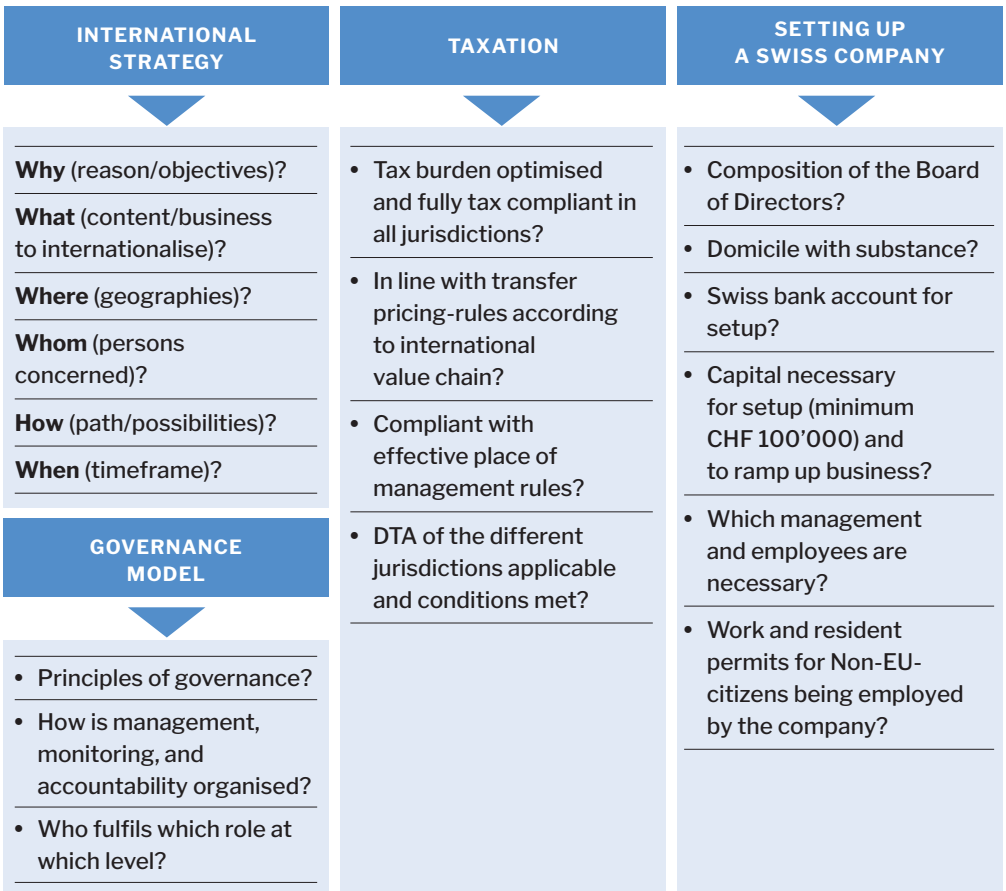 INTERNATIONAL
STRATEGY
Why (reason/objectives)?
What (content/business
to internationalise)?
Where (geographies)?
Whom (persons
concerned)?
How (path/possibilities)?
When (timeframe)?
GOVERNANCE
MODEL
• Principles of governance?
• How is management,
monitoring, and
accountability organised?
• Who fulfils which role at
which level?
TAXATION
• Tax burden optimised
and fully tax compliant in
all jurisdictions?
• In line with transfer
pricing-rules according
to international
value chain?
• Compliant with
effective place of
management rules?
• DTA of the different
jurisdictions applicable
and conditions met?
SETTING UP
A SWISS COMPANY
• Composition of the Board
of Directors?
• Domicile with substance?
• Swiss bank account for
setup?
• Capital necessary
for setup (minimum
CHF 100’000) and
to ramp up business?
• Which management
and employees are
necessary?
• Work and resident
permits for Non-EU-
citizens being employed
by the company?